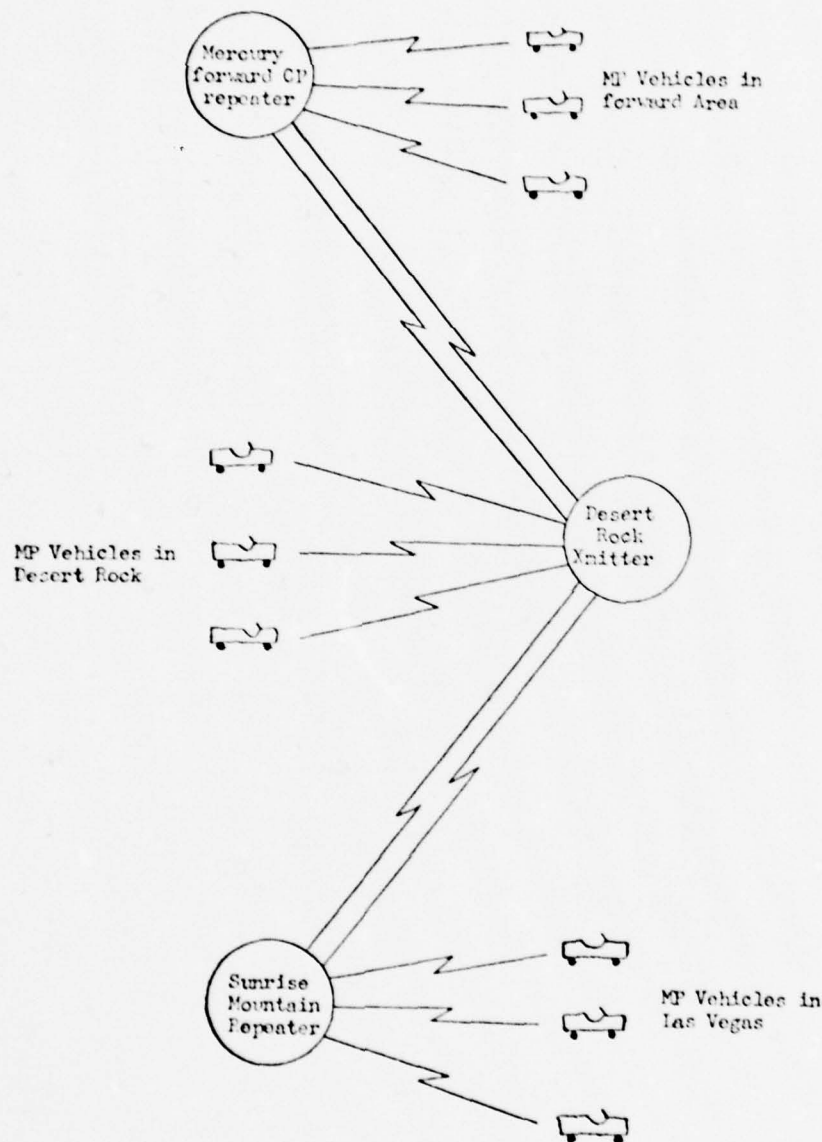 Mercury
forward CP
repeater
MP Vehicles in
forward Area
MP Vehicles in
Desert Rock
Desert
Rock
Xmitter
Sunrise
Mountain
Repeater
MP Vehicles in
Las Vegas